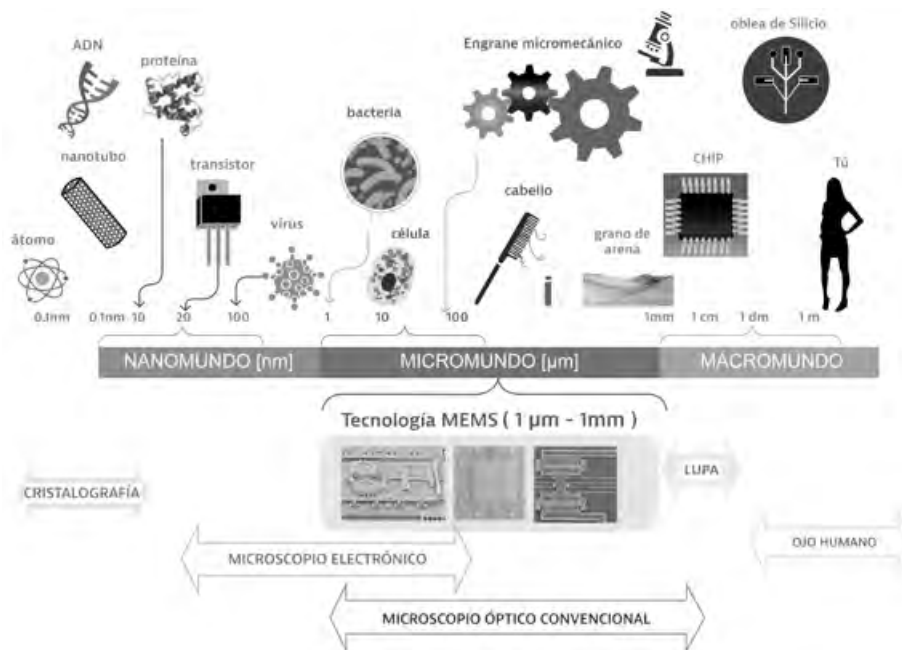 ADN
proteína
nanotubo
átomo
transistor
vírus
bacteria
célula
Engrane micromecánico
cabello
grano de
arena
oblea de Silicio
CHIP
Tú
0.1nm
0.1nm
10
20
100
1
10
100
1mm
1 cm
1 dm
1 m
NANOMUNDO [nm]
MICROMUNDO [µm]
MACROMUNDO
Tecnología MEMS ( 1 µm - 1mm )
LUPA
CRISTALOGRAFÍA
MICROSCOPIO ELECTRÓNICO
OJO HUMANO
MICROSCOPIO ÓPTICO CONVENCIONAL